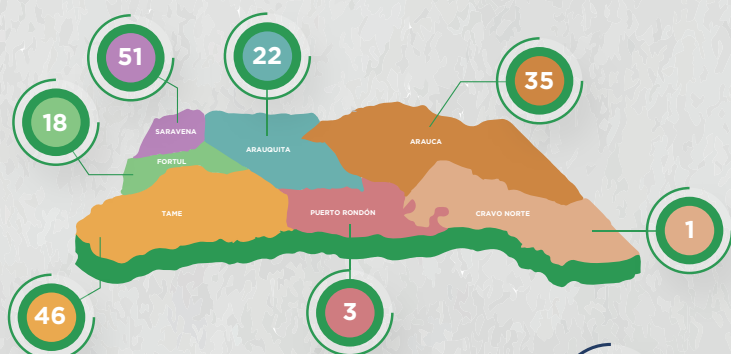 51
22
35
18
SARAVENA
ARAUQUITA
ARAUCA
FORTUL
TAME
PUERTO RONDÓN
CRAVO NORTE
1
46
3